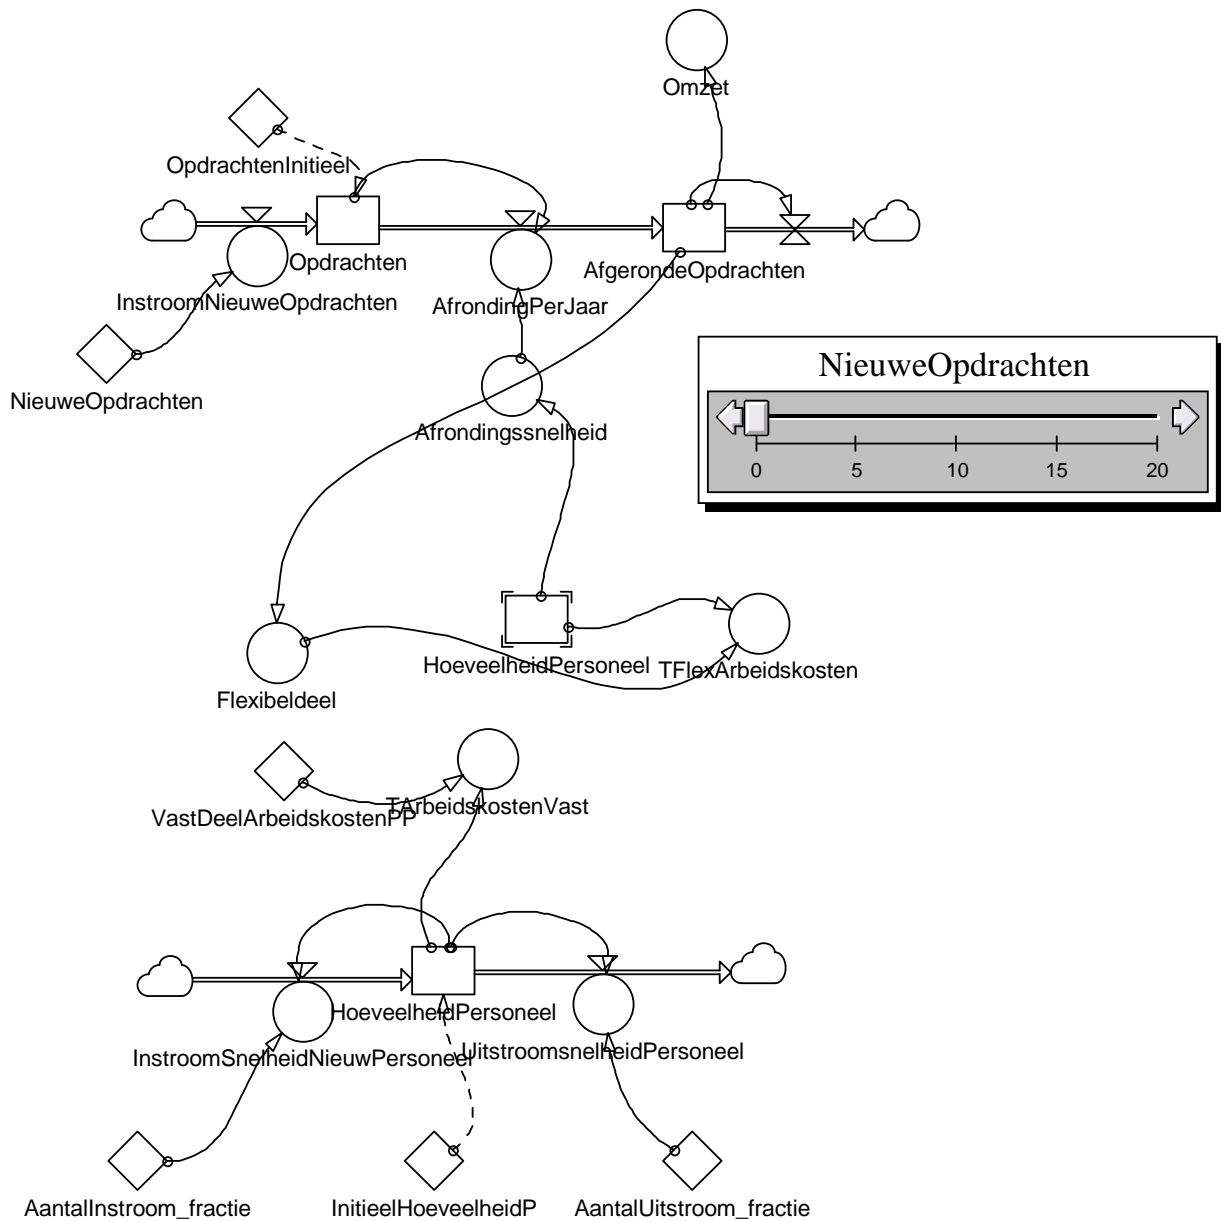 Omzet
OpdrachtenInitieel
Opdrachten
AfgerondeOpdrachten
InstroomNieuweOpdrachten
AfrondingPerJaar
NieuweOpdrachten
NieuweOpdrachten
Afrondingssnelheid
0 5 10 15 20
HoeveelheidPersoneel
TFlexArbeidskosten
Flexibeldeel
VastDeelArbeidskostenPP
TArbeidskostenVast
HoeveelheidPersoneel
InstroomSnelheidNieuwPersoneel
UitstroomsnelheidPersoneel
AantalInstroom_fractie
InitieelHoeveelheidP
AantalUitstroom_fractie